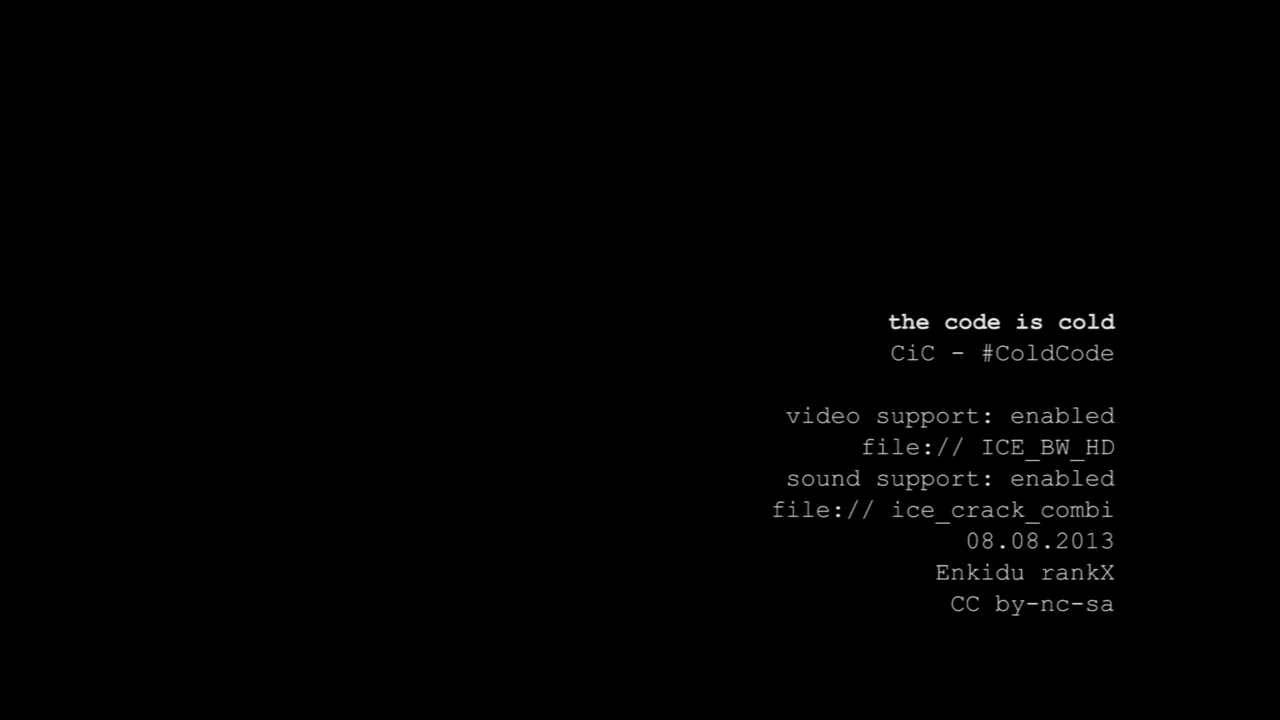 the code is cold
CiC - #ColdCode
video support: enabled
file:// ICE_BW_HD
sound support: enabled
file:// ice_crack_combi
08.08.2013
Enkidu rankX
CC by-nc-sa